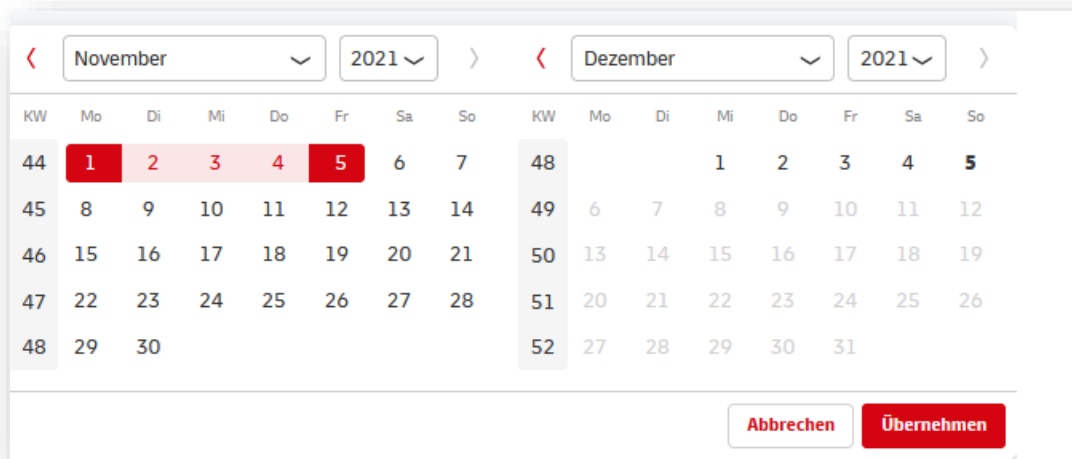 November 2021 Dezember 2021
KW Mo Di Mi Do Fr Sa So KW Mo Di Mi Do Fr Sa So
44 1 2 3 4 5 6 7 48 1 2 3 4 5
45 8 9 10 11 12 13 14 49 6 7 8 9 10 11 12
46 15 16 17 18 19 20 21 50 13 14 15 16 17 18 19
47 22 23 24 25 26 27 28 51 20 21 22 23 24 25 26
48 29 30 52 27 28 29 30 31
Abbrechen Übernehmen